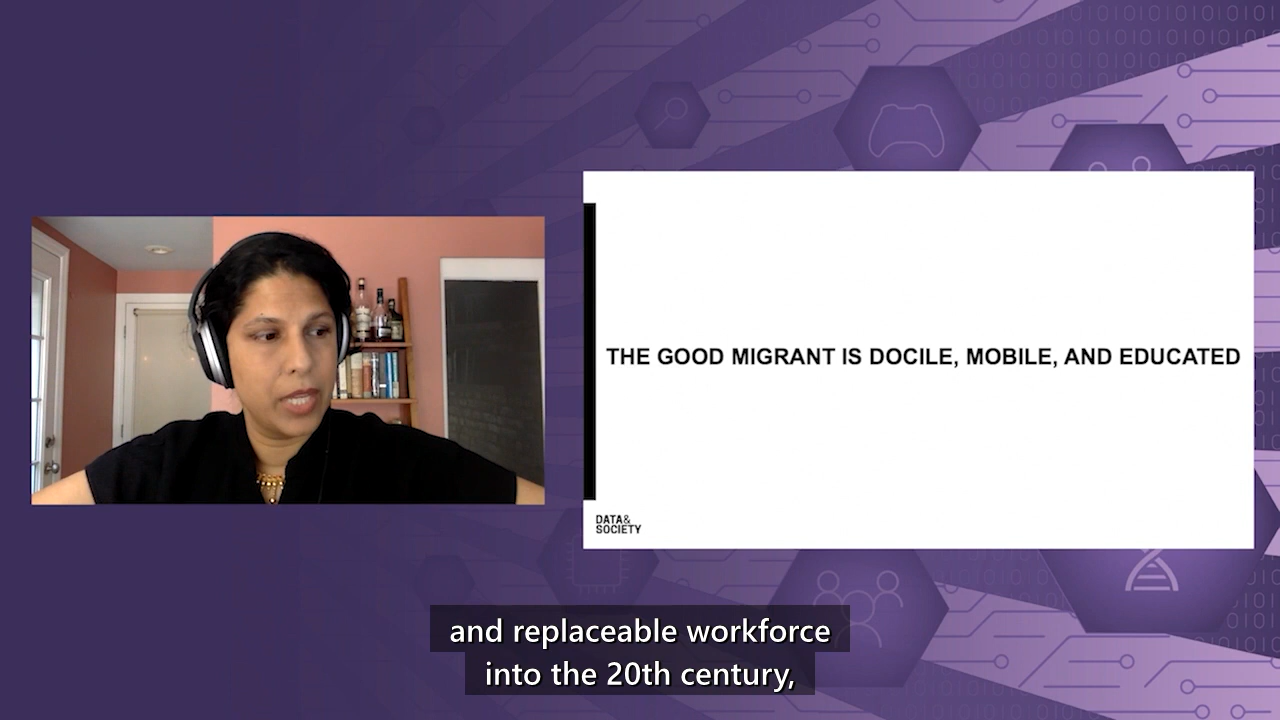 THE GOOD MIGRANT IS DOCILE, MOBILE, AND EDUCATED
DATA&
SOCIETY
and replaceable workforce
into the 20th century,